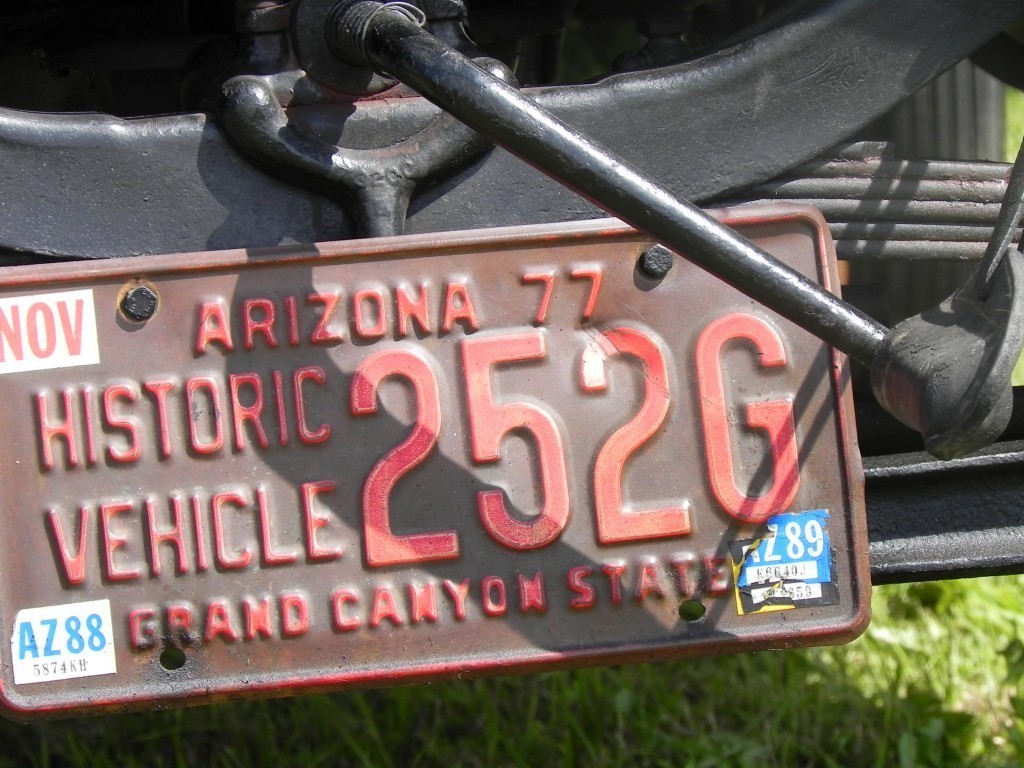 ARIZONA 77
NOV
HISTORIC
VEHICLE
252G
GRAND CANYON STATE
AZ88
5874KH
AZ89